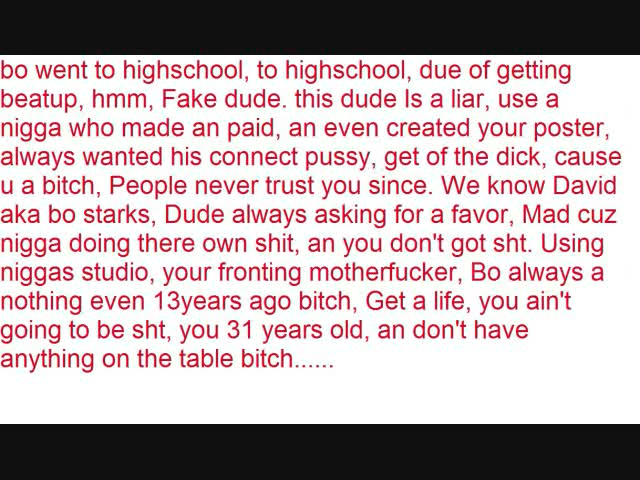 bo went to highschool, to highschool, due of getting
beatup, hmm, Fake dude. this dude Is a liar, use a
nigga who made an paid, an even created your poster,
always wanted his connect pussy, get of the dick, cause
u a bitch, People never trust you since. We know David
aka bo starks, Dude always asking for a favor, Mad cuz
nigga doing there own shit, an you don't got sht. Using
niggas studio, your fronting motherfucker, Bo always a
nothing even 13years ago bitch, Get a life, you ain't
going to be sht, you 31 years old, an don't have
anything on the table bitch......